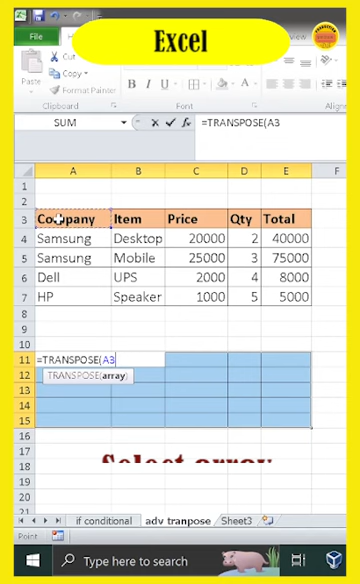 Excel
File
Cut
Copy
Paste
Format Painter
Clipboard
B I U
Font
Alignment
SUM
=TRANSPOSE(A3
A B C D E F
1
2
3 Company Item Price Qty Total
4 Samsung Desktop 20000 2 40000
5 Samsung Mobile 25000 3 75000
6 Dell UPS 2000 4 8000
7 HP Speaker 1000 5 5000
8
9
10
11 =TRANSPOSE(A3
12 TRANSPOSE(array)
13
14
15
16
17 Select array
18
19
20
21
if conditional adv tranpose Sheet3
Point
Type here to search